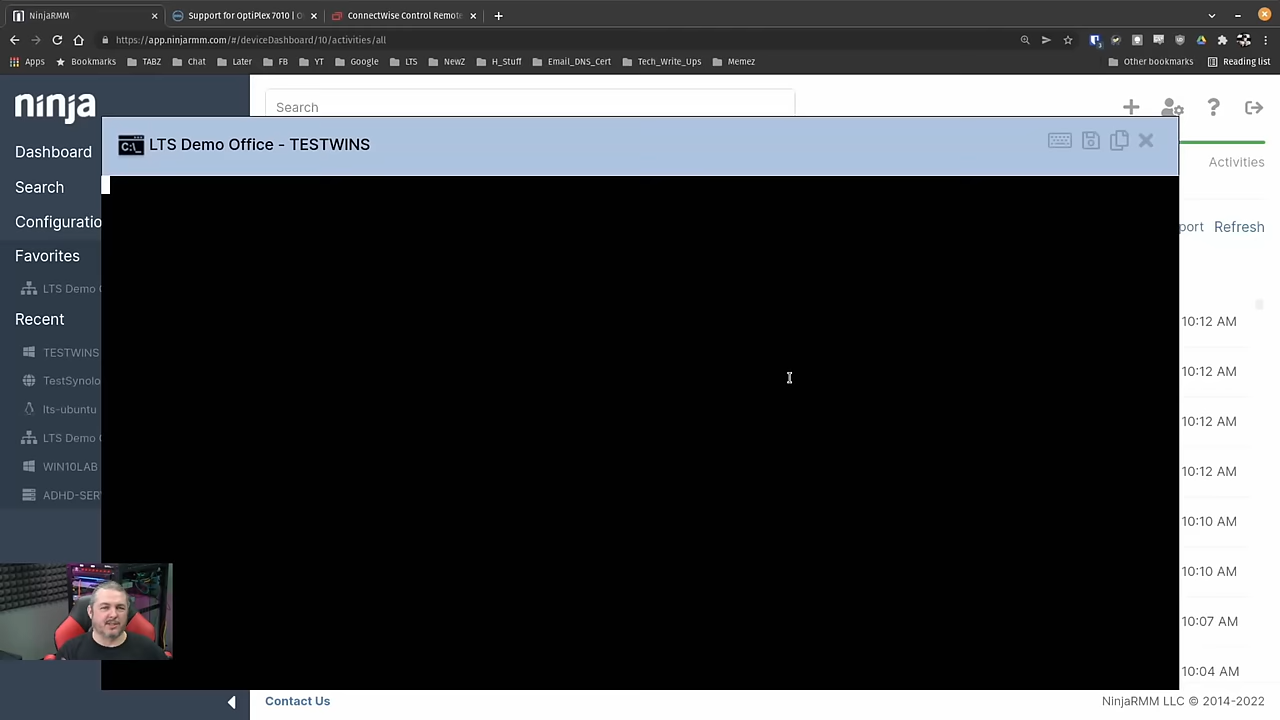 NinjaRMM
Support for OptiPlex 7010 | O
ConnectWise Control Remote
https://app.ninjarmm.com/#/deviceDashboard/10/activities/all
Apps
Bookmarks
TABZ
Chat
Later
FB
YT
Google
LTS
NewZ
H_Stuff
Email_DNS_Cert
Tech_Write_Ups
Memez
Other bookmarks
Reading list
ninja
Search
LTS Demo Office - TESTWINS
Dashboard
Search
Configuratio
Favorites
LTS Demo
Recent
TESTWINS
TestSynolo
lts-ubuntu
LTS Demo
WIN10LAB
ADHD-SER
Activities
port Refresh
10:12 AM
10:12 AM
10:12 AM
10:12 AM
10:10 AM
10:10 AM
10:07 AM
10:04 AM
Contact Us
NinjaRMM LLC © 2014-2022